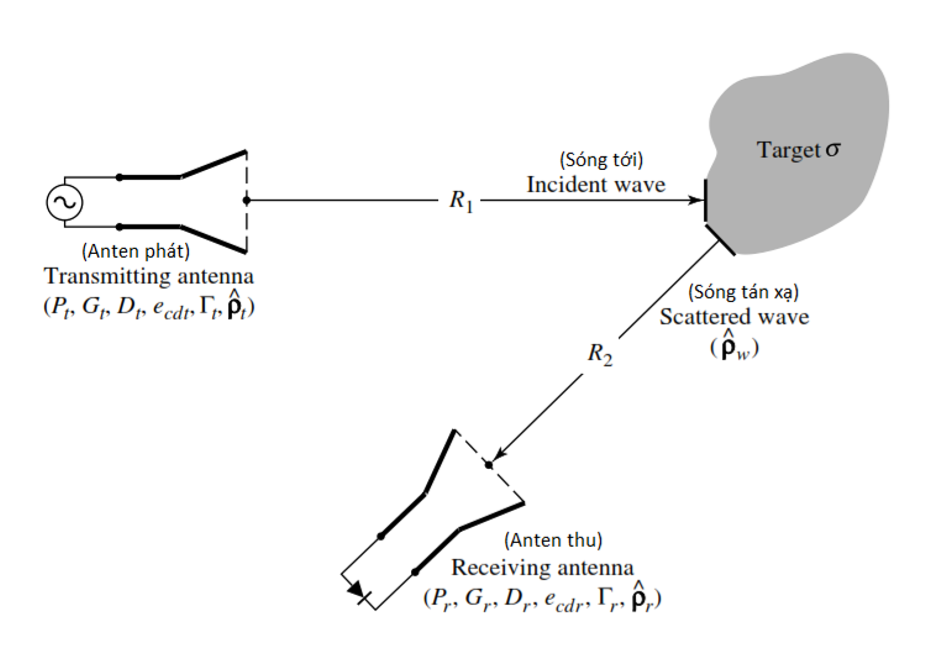 (Anten phát)
Transmitting antenna
(Pt, Gt, Dt, ecdt, Γt, ρ̂t)
R1
(Sóng tới)
Incident wave
Target σ
(Sóng tán xạ)
Scattered wave
(ρ̂w)
R2
(Anten thu)
Receiving antenna
(Pr, Gr, Dr, ecdr, Γr, ρ̂r)